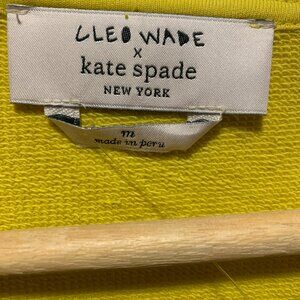 CLEO WADE
x
kate spade
NEW YORK
m
made in peru